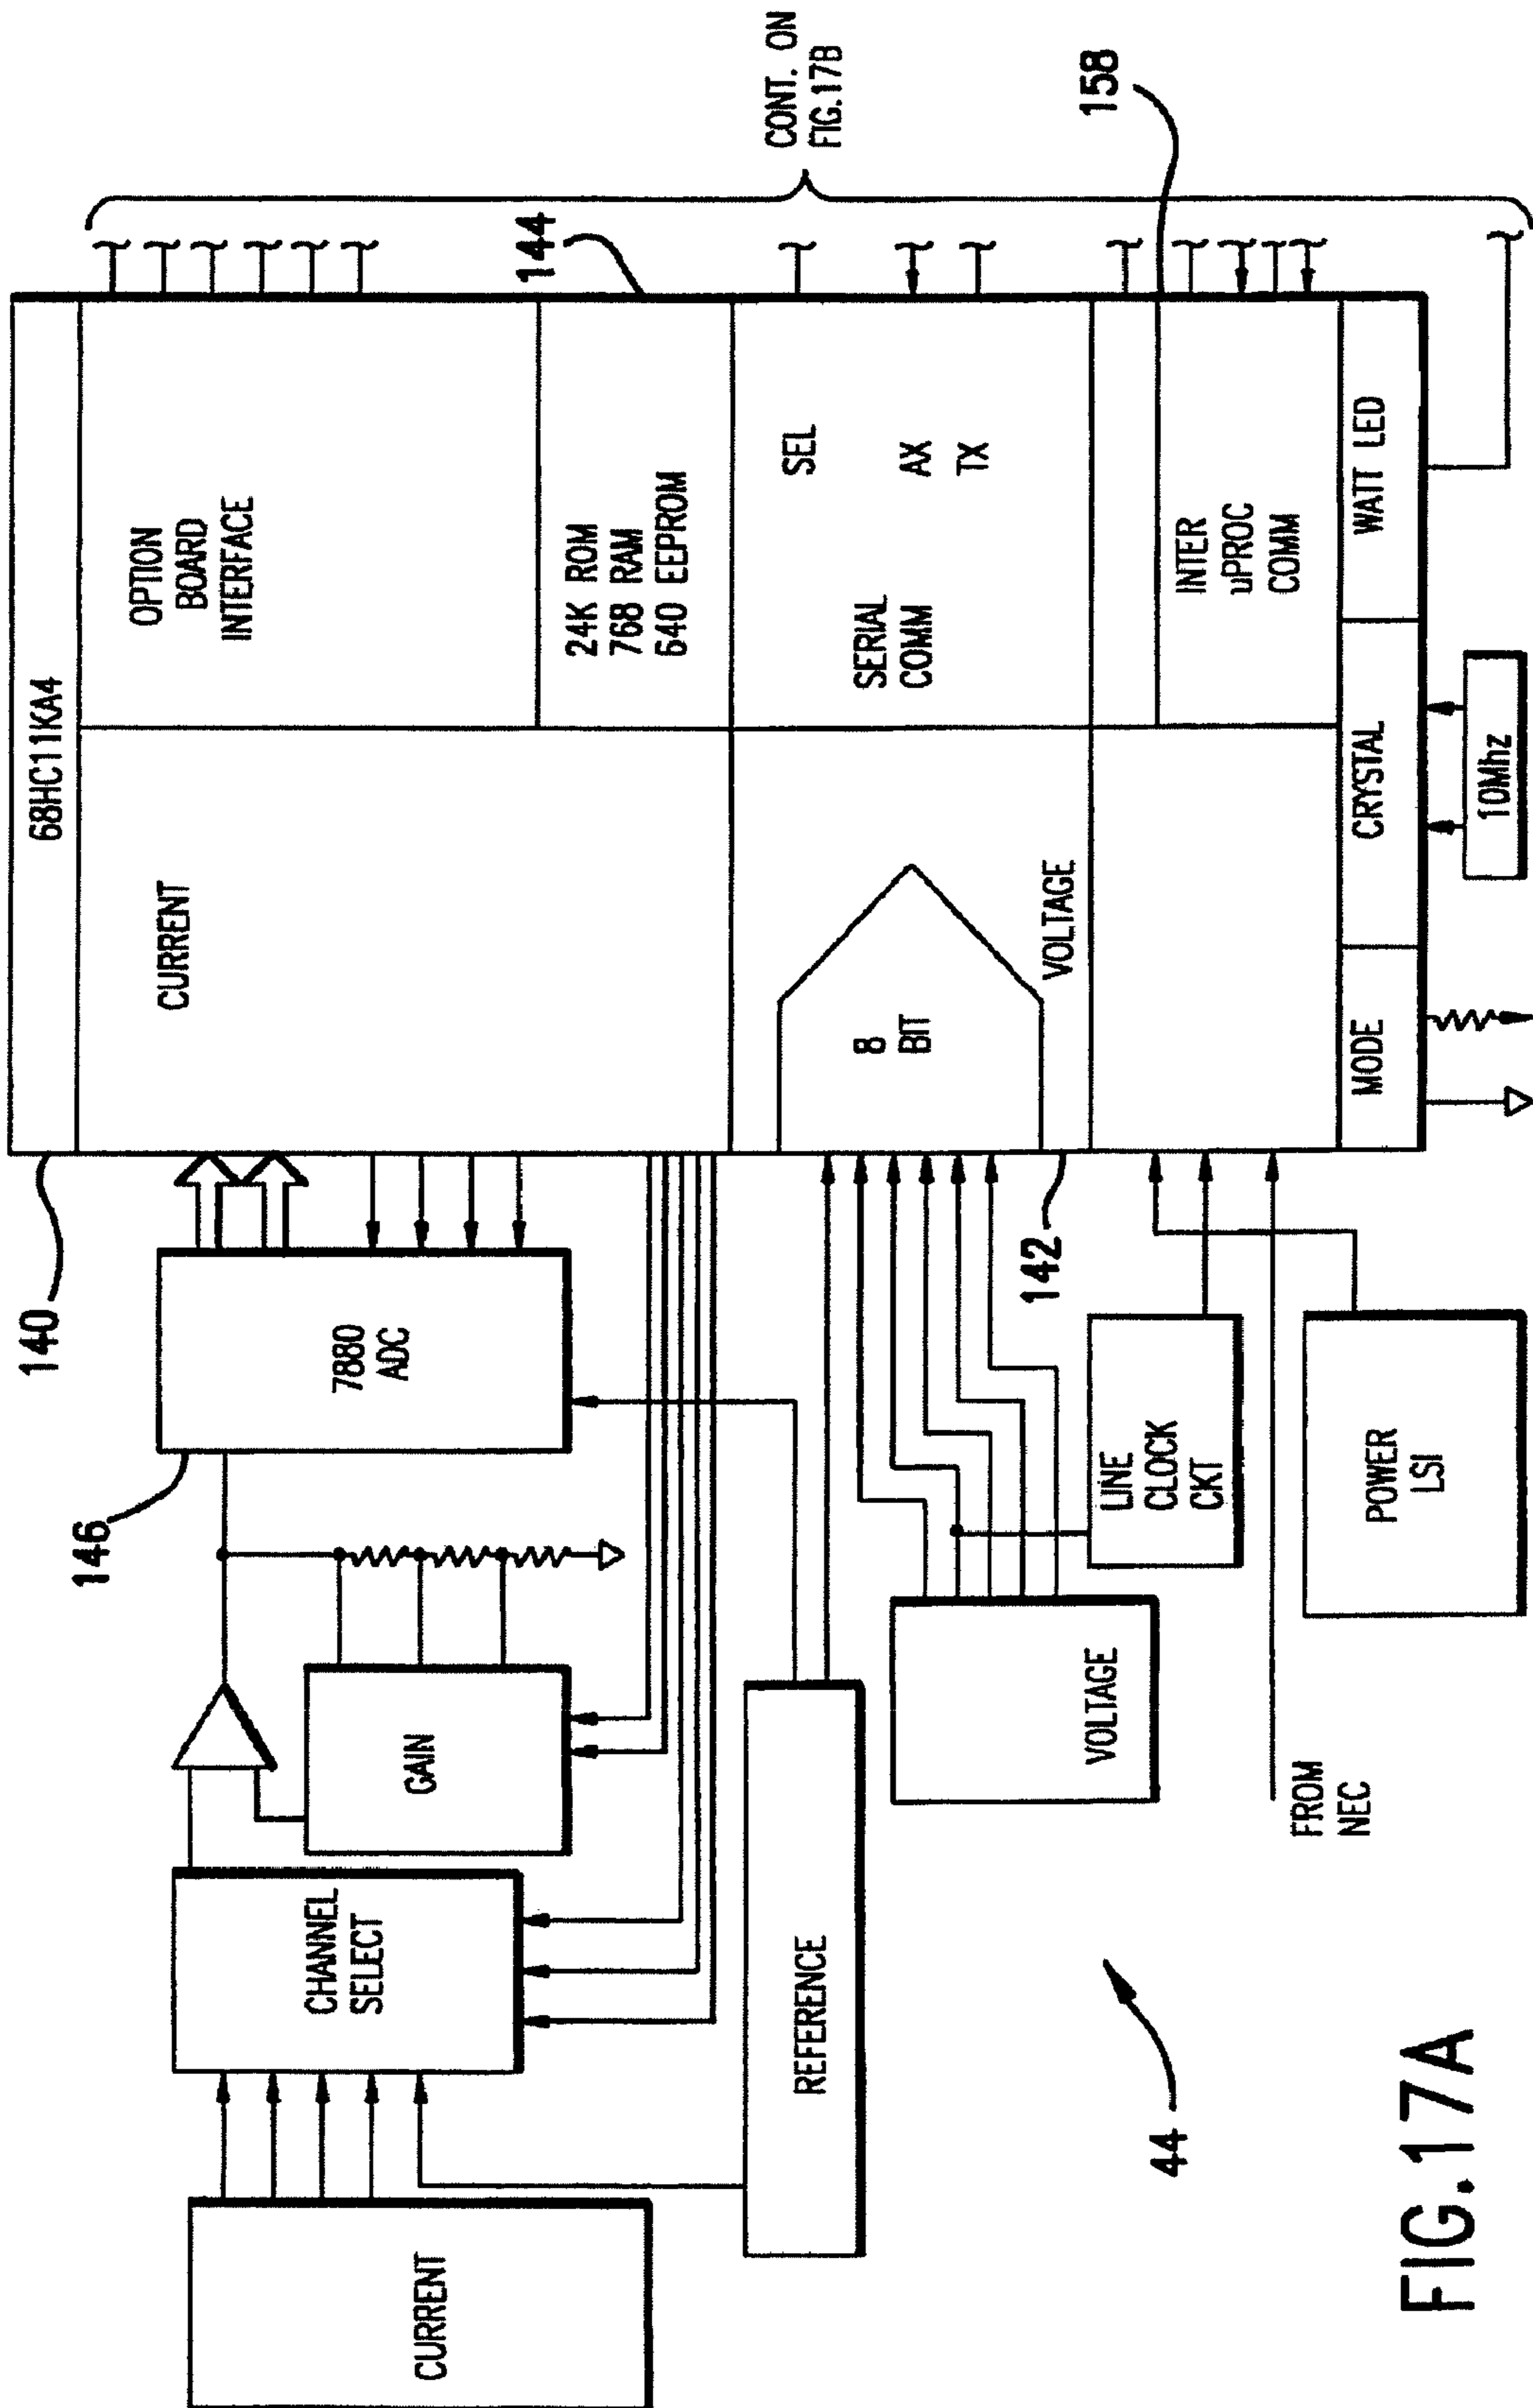 140
68HC11KA4
CURRENT
OPTION
BOARD
INTERFACE
144
24K ROM
768 RAM
640 EEPROM
CONT. ON
FIG.17B
146
7880
ADC
CHANNEL
SELECT
GAIN
CURRENT
REFERENCE
8
BIT
VOLTAGE
SERIAL
COMM
SEL
AX
TX
142
VOLTAGE
LINE
CLOCK
CKT
INTER
uPROC
COMM
158
FROM
NEC
POWER
LSI
MODE
CRYSTAL
WATT LED
10Mhz
44
FIG.17A